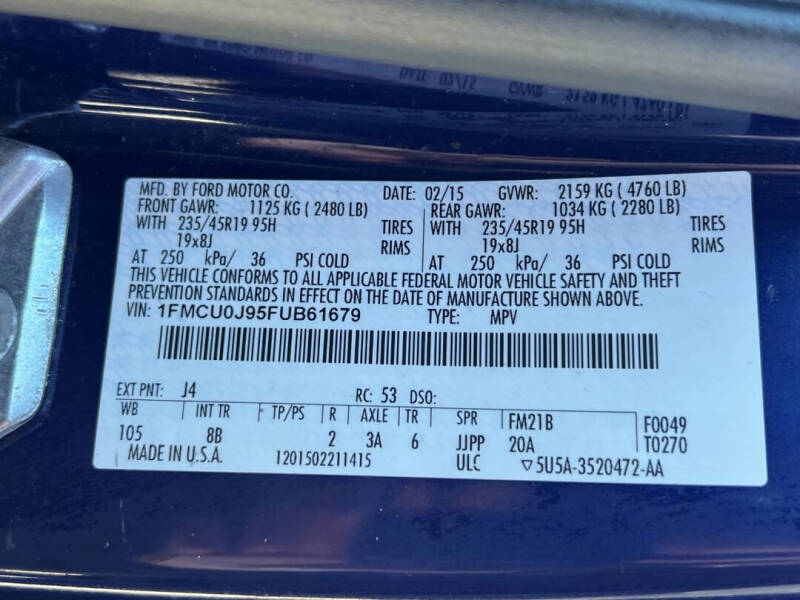 MFD. BY FORD MOTOR CO. DATE: 02/15 GVWR: 2159 KG ( 4760 LB)
FRONT GAWR: 1125 KG ( 2480 LB) REAR GAWR: 1034 KG ( 2280 LB)
WITH 235/45R19 95H TIRES WITH 235/45R19 95H TIRES
19x8J RIMS 19x8J RIMS
AT 250 kPa/ 36 PSI COLD AT 250 kPa/ 36 PSI COLD
THIS VEHICLE CONFORMS TO ALL APPLICABLE FEDERAL MOTOR VEHICLE SAFETY AND THEFT
PREVENTION STANDARDS IN EFFECT ON THE DATE OF MANUFACTURE SHOWN ABOVE.
VIN: 1FMCU0J95FUB61679 TYPE: MPV
EXT PNT: J4 RC: 53 DSO:
WB INT TR TP/PS R AXLE TR SPR FM21B F0049
105 8B 2 3A 6 JJPP 20A T0270
MADE IN U.S.A. 1201502211415 ULC ▽5U5A-3520472-AA